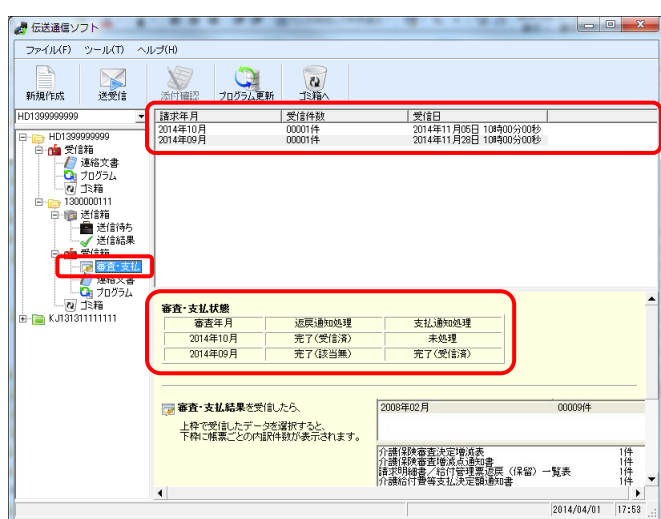 伝送通信ソフト
ファイル(F) ツール(T) ヘルプ(H)
新規作成 送受信 添付確認 プログラム更新 ゴミ箱へ
HD1399999999
請求年月 受信件数 受信日
2014年10月 00001件 2014年11月05日 10時00分00秒
2014年09月 00001件 2014年11月28日 10時00分00秒
HD1399999999
受信箱
連絡文書
プログラム
ゴミ箱
1300000111
送信箱
送信待ち
送信結果
受信箱
審査・支払
連絡文書
プログラム
ゴミ箱
KJ131311111111
審査・支払状態
審査年月 返戻通知処理 支払通知処理
2014年10月 完了(受信済) 未処理
2014年09月 完了(該当無) 完了(受信済)
審査・支払結果を受信したら、
上枠で受信したデータを選択すると、
下枠に帳票ごとの内訳件数が表示されます。
2008年02月 00009件
介護保険審査決定増減表 1件
介護保険審査増減点通知書 1件
請求明細書／給付管理票返戻（保留）一覧表 1件
介護給付費等支払決定額通知書 1件
2014/04/01 17:53